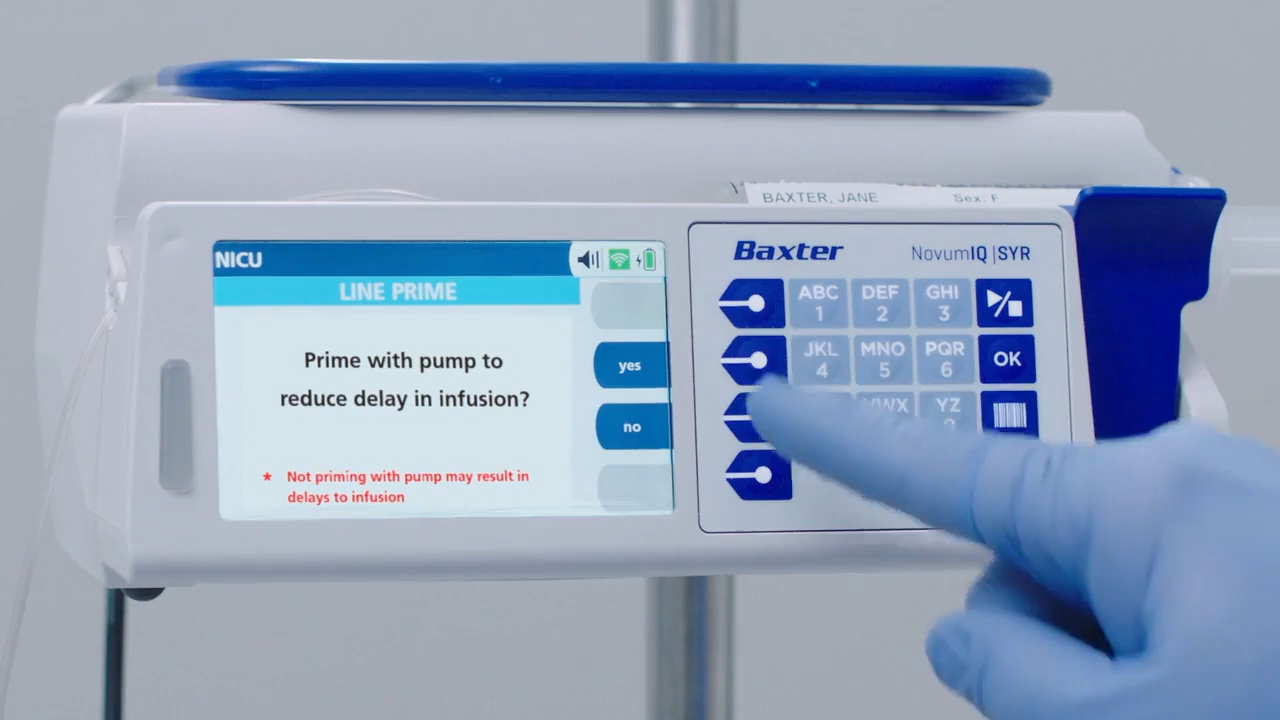 BAXTER, JANE Sex: F
NICU
LINE PRIME
Prime with pump to
reduce delay in infusion?
yes
no
* Not priming with pump may result in
delays to infusion
Baxter NovumIQ | SYR
ABC DEF GHI
1 2 3
JKL MNO PQR OK
4 5 6
YZ